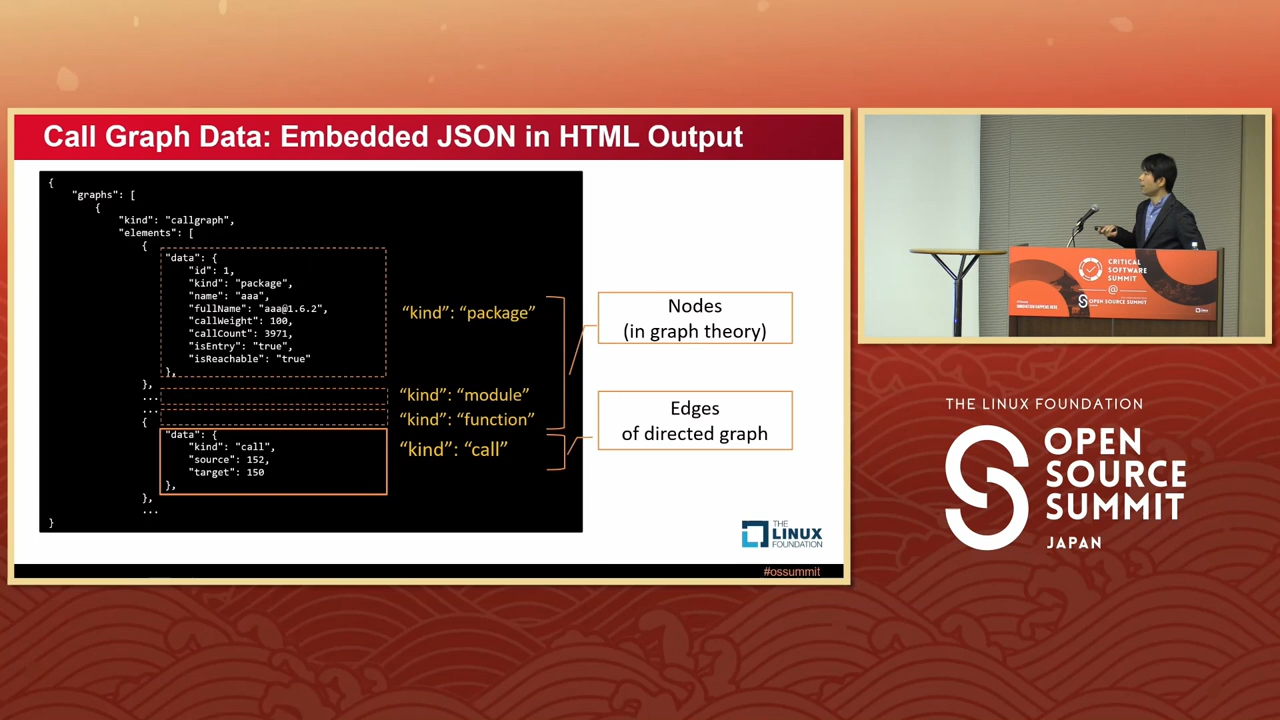 Call Graph Data: Embedded JSON in HTML Output
{
"graphs": [
{
"kind": "callgraph",
"elements": [
{
"data": {
"id": 1,
"kind": "package",
"name": "aaa",
"fullName": "aaa@1.6.2",
"callWeight": 100,
"callCount": 3971,
"isEntry": "true",
"isReachable": "true"
},
},
...
...
{
"data": {
"kind": "call",
"source": 152,
"target": 150
},
},
...
}
“kind”: “package”
“kind”: “module”
“kind”: “function”
“kind”: “call”
Nodes
(in graph theory)
Edges
of directed graph
THE
LINUX
FOUNDATION
#ossummit
CRITICAL
SOFTWARE
SUMMIT
@
OPEN SOURCE SUMMIT
THE LINUX FOUNDATION
OPEN
SOURCE
SUMMIT
JAPAN